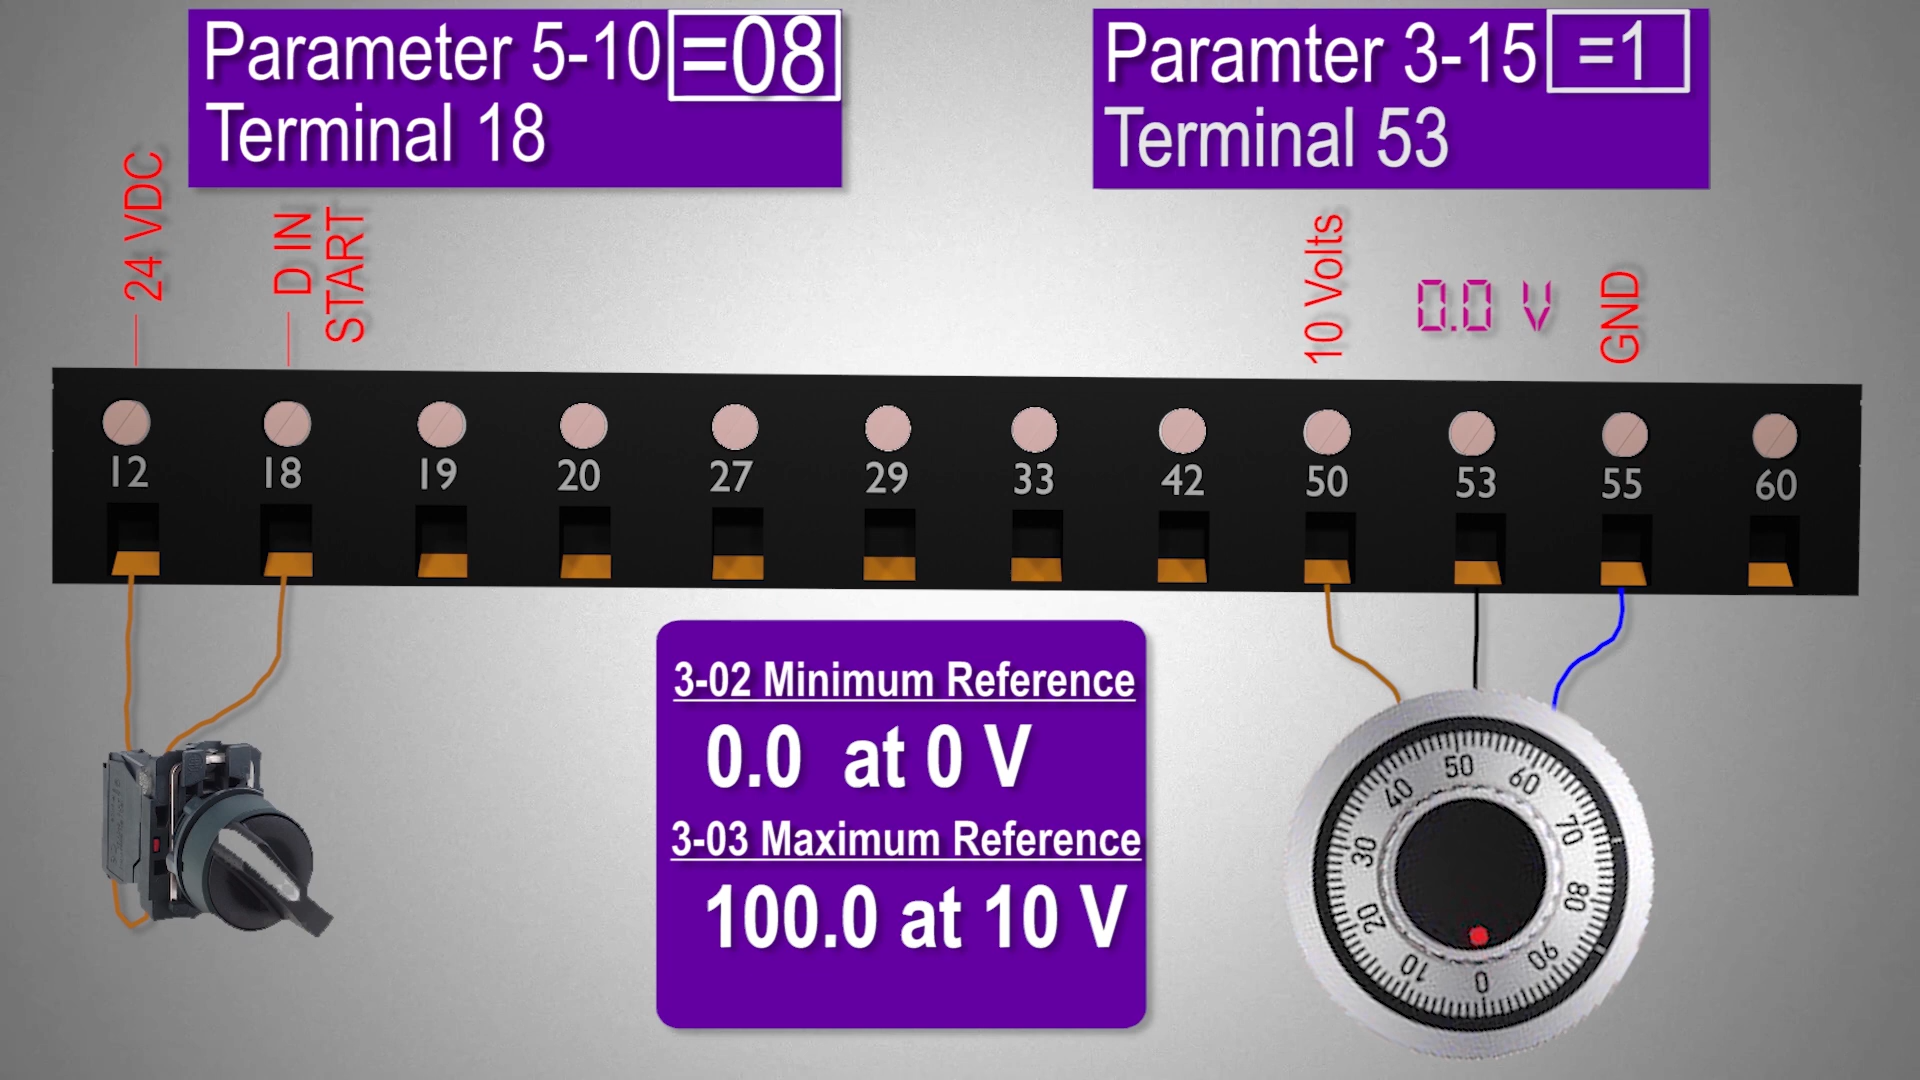 Parameter 5-10 =08
Terminal 18
Paramter 3-15 =1
Terminal 53
24 VDC
D IN
START
10 Volts
0.0 V
GND
12 18 19 20 27 29 33 42 50 53 55 60
3-02 Minimum Reference
0.0 at 0 V
3-03 Maximum Reference
100.0 at 10 V
0 10 20 30 40 50 60 70 80 90